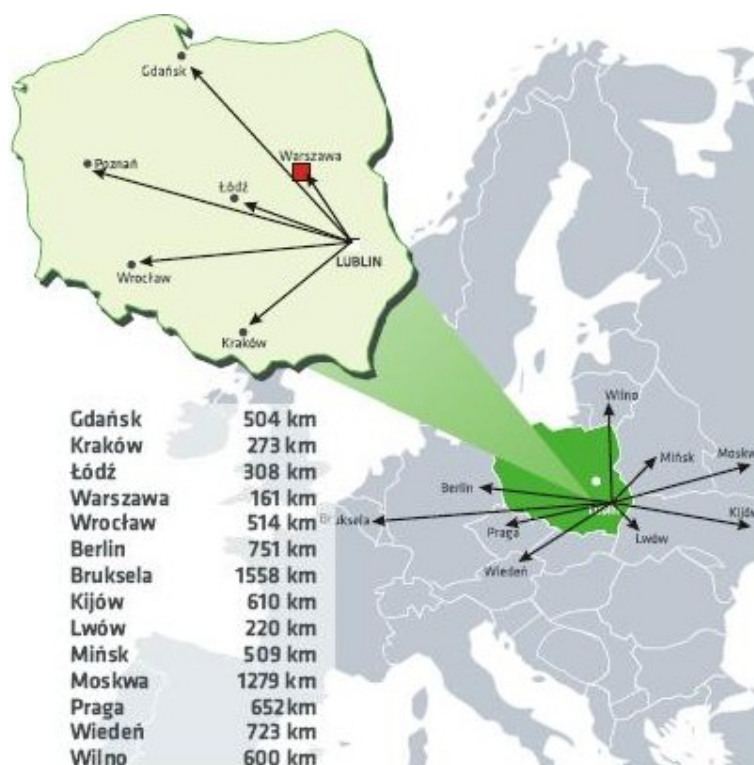 Gdańsk
Warszawa
Poznań
Łódź
LUBLIN
Wrocław
Kraków
Gdańsk 504 km
Kraków 273 km
Łódź 308 km
Warszawa 161 km
Wrocław 514 km
Berlin 751 km
Bruksela 1558 km
Kijów 610 km
Lwów 220 km
Mińsk 509 km
Moskwa 1279 km
Praga 652 km
Wiedeń 723 km
Wilno 600 km
Wilno
Mińsk
Moskwa
Berlin
Bruksela
Praga
Kijów
Lwów
Wiedeń